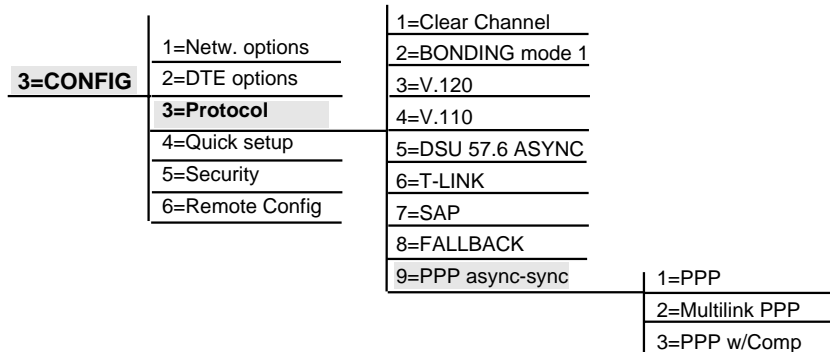 3=CONFIG
1=Netw. options
2=DTE options
3=Protocol
4=Quick setup
5=Security
6=Remote Config
1=Clear Channel
2=BONDING mode 1
3=V.120
4=V.110
5=DSU 57.6 ASYNC
6=T-LINK
7=SAP
8=FALLBACK
9=PPP async-sync
1=PPP
2=Multilink PPP
3=PPP w/Comp